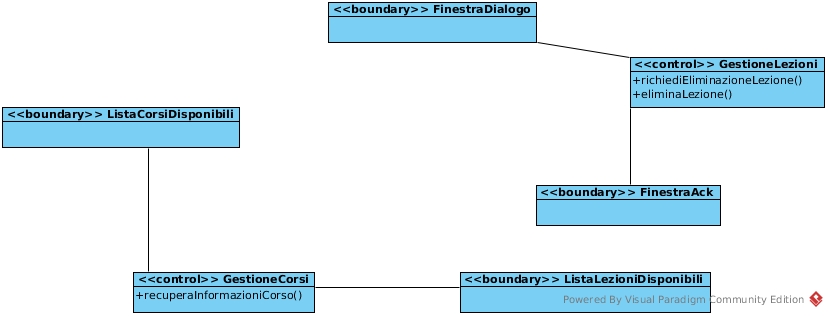 <<boundary>> FinestraDialogo
<<control>> GestioneLezioni
+richiediEliminazioneLezione()
+eliminaLezione()
<<boundary>> ListaCorsiDisponibili
<<boundary>> FinestraAck
<<control>> GestioneCorsi
+recuperaInformazioniCorso()
<<boundary>> ListaLezioniDisponibili
Powered By Visual Paradigm Community Edition